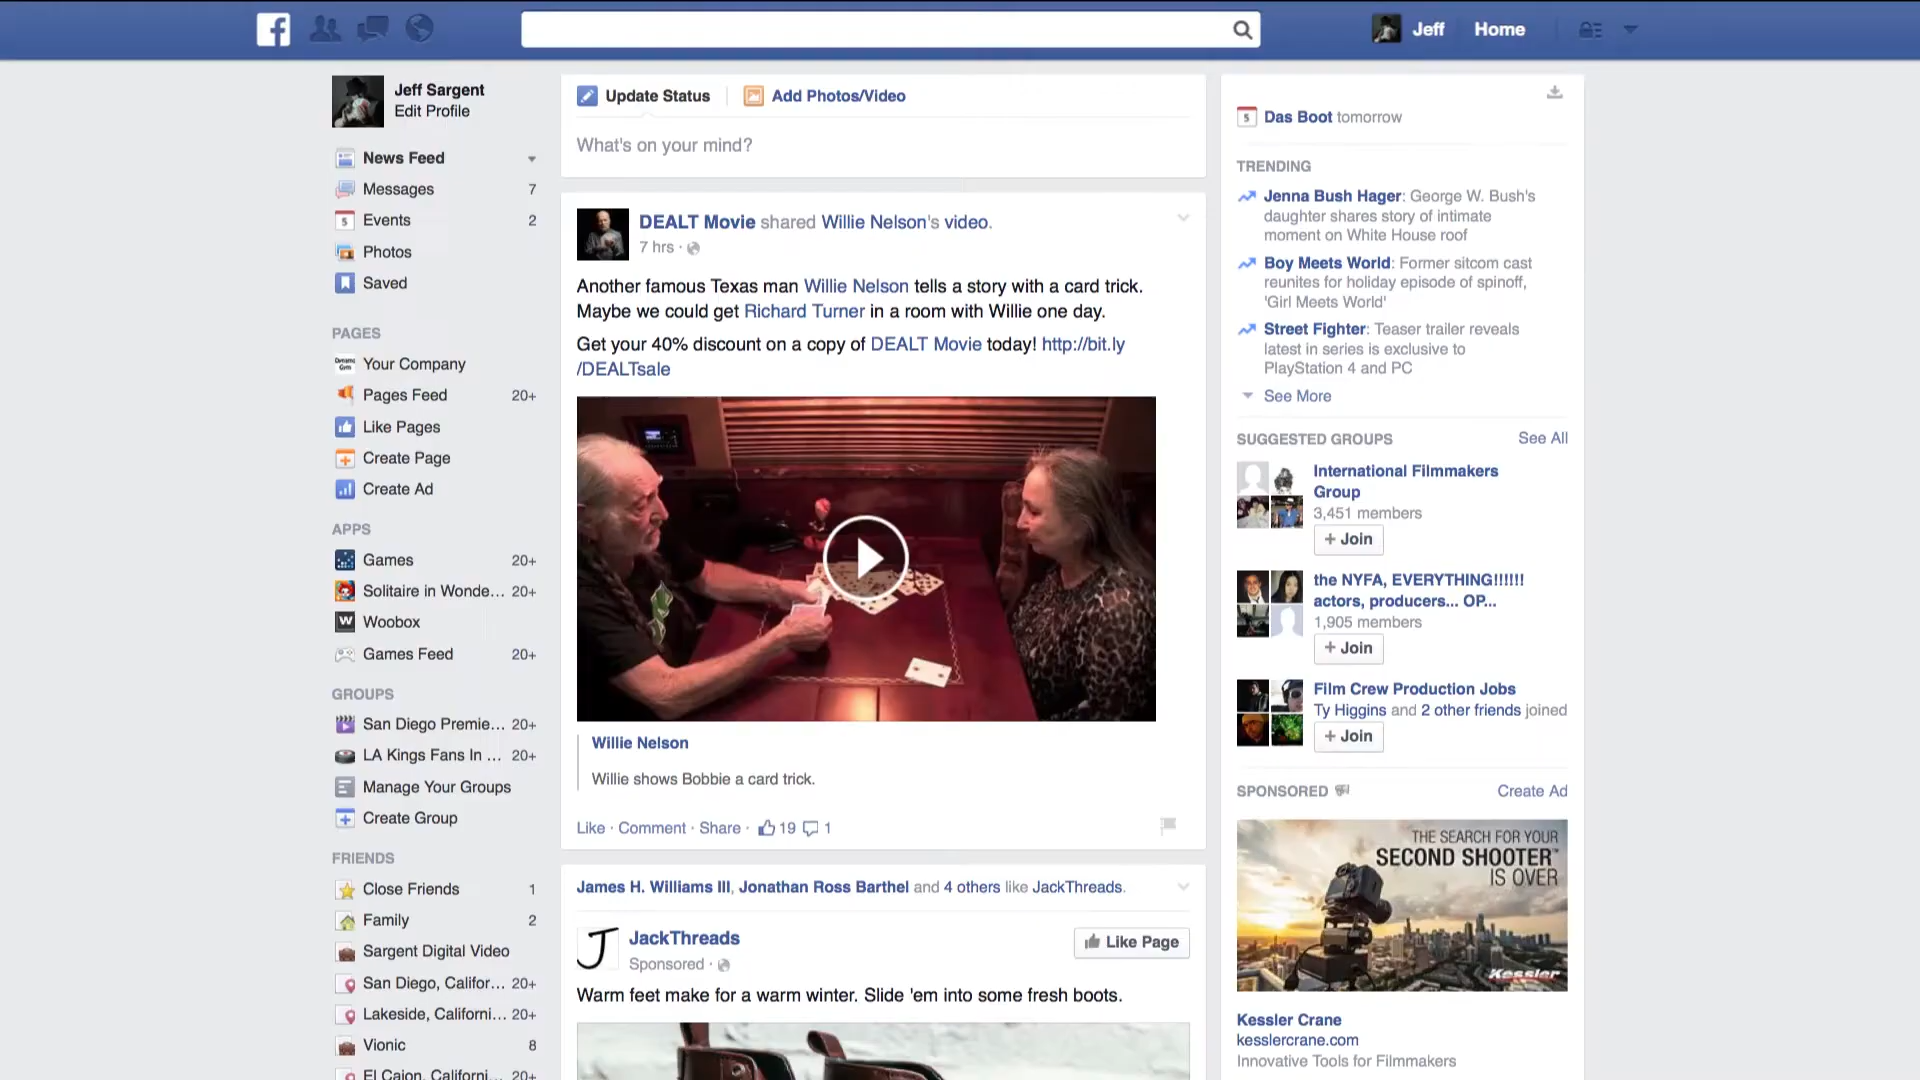 Jeff
Home
Jeff Sargent
Edit Profile
News Feed
Messages 7
Events 2
Photos
Saved
PAGES
Your Company
Pages Feed 20+
Like Pages
Create Page
Create Ad
APPS
Games 20+
Solitaire in Wonde... 20+
Woobox
Games Feed 20+
GROUPS
San Diego Premie... 20+
LA Kings Fans In ... 20+
Manage Your Groups
Create Group
FRIENDS
Close Friends 1
Family 2
Sargent Digital Video
San Diego, Califor... 20+
Lakeside, Californi... 20+
Vionic 8
El Cajon, Californi... 20+
Update Status
Add Photos/Video
What's on your mind?
DEALT Movie shared Willie Nelson's video.
7 hrs ·
Another famous Texas man Willie Nelson tells a story with a card trick.
Maybe we could get Richard Turner in a room with Willie one day.
Get your 40% discount on a copy of DEALT Movie today! http://bit.ly
/DEALTsale
Willie Nelson
Willie shows Bobbie a card trick.
Like · Comment · Share · 19 1
James H. Williams III, Jonathan Ross Barthel and 4 others like JackThreads.
J
JackThreads
Like Page
Sponsored ·
Warm feet make for a warm winter. Slide 'em into some fresh boots.
5
Das Boot tomorrow
TRENDING
Jenna Bush Hager: George W. Bush's
daughter shares story of intimate
moment on White House roof
Boy Meets World: Former sitcom cast
reunites for holiday episode of spinoff,
'Girl Meets World'
Street Fighter: Teaser trailer reveals
latest in series is exclusive to
PlayStation 4 and PC
See More
SUGGESTED GROUPS See All
International Filmmakers
Group
3,451 members
+ Join
the NYFA, EVERYTHING!!!!!!
actors, producers... OP...
1,905 members
+ Join
Film Crew Production Jobs
Ty Higgins and 2 other friends joined
+ Join
SPONSORED Create Ad
THE SEARCH FOR YOUR
SECOND SHOOTER™
IS OVER
Kessler
Kessler Crane
kesslercrane.com
Innovative Tools for Filmmakers